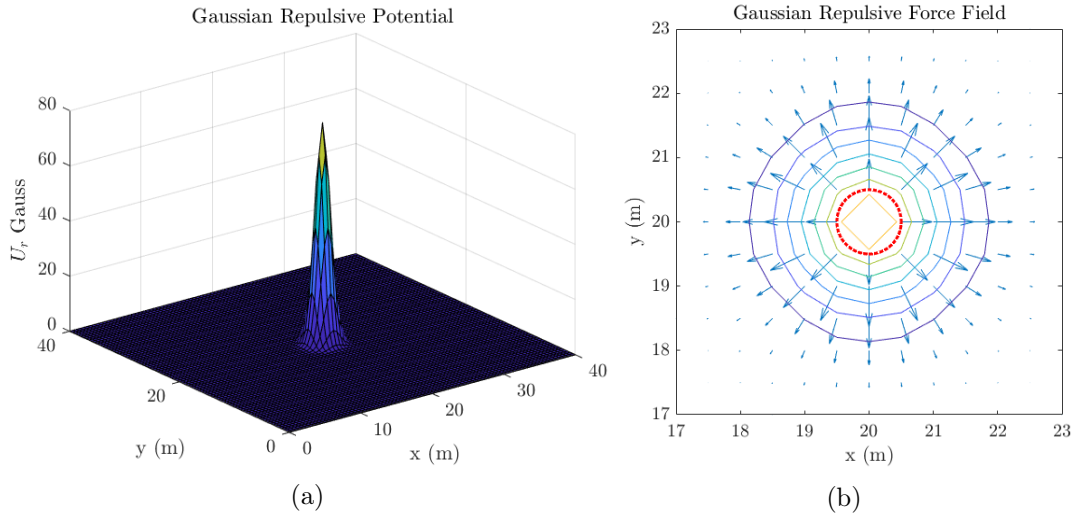 Gaussian Repulsive Potential
80
60
40
20
0
U_r Gauss
40
20
0
y (m)
0
10
20
30
40
x (m)
(a)
Gaussian Repulsive Force Field
23
22
21
20
19
18
17
y (m)
17 18 19 20 21 22 23
x (m)
(b)